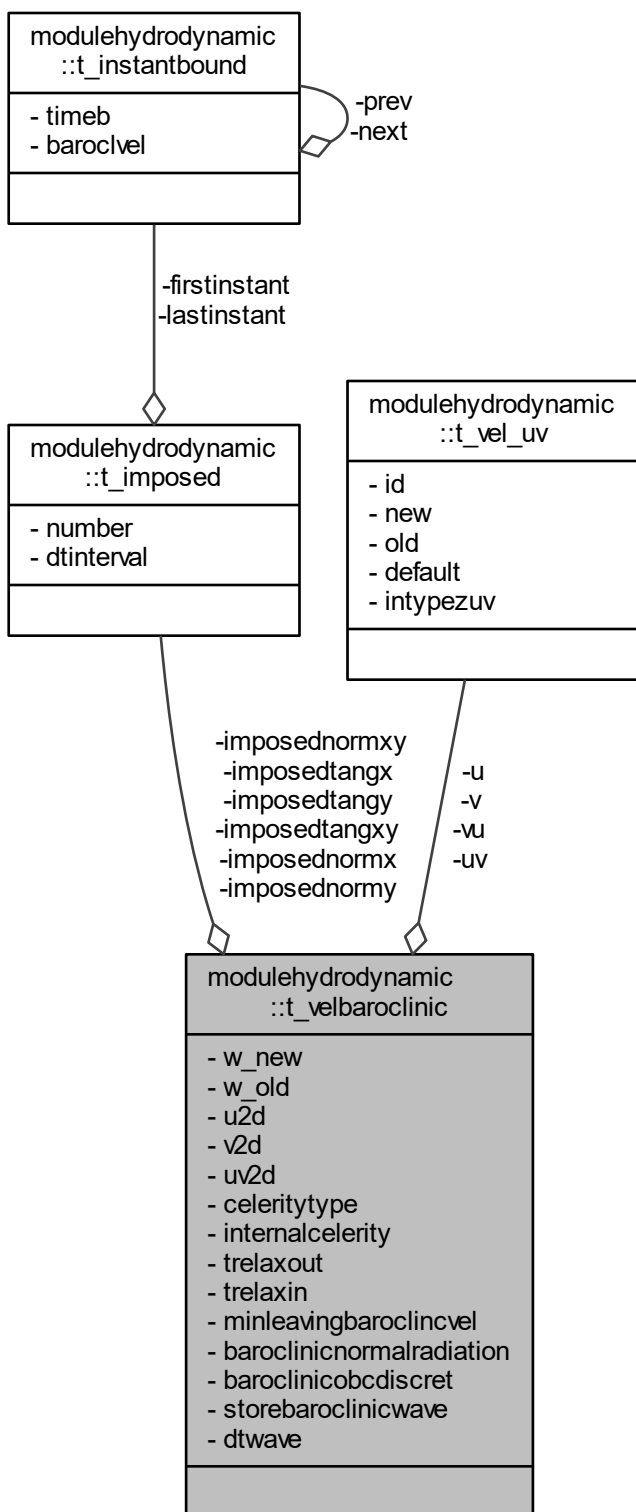 modulehydrodynamic
::t_instantbound
- timeb
- baroclvel
-prev
-next
-firstinstant
-lastinstant
modulehydrodynamic
::t_imposed
- number
- dtinterval
modulehydrodynamic
::t_vel_uv
- id
- new
- old
- default
- intypezuv
-imposednormxy
-imposedtangx
-imposedtangy
-imposedtangxy
-imposednormx
-imposednormy
-u
-v
-vu
-uv
modulehydrodynamic
::t_velbaroclinic
- w_new
- w_old
- u2d
- v2d
- uv2d
- celeritytype
- internalcelerity
- trelaxout
- trelaxin
- minleavingbaroclincvel
- baroclinicnormalradiation
- baroclinicobcdiscret
- storebaroclinicwave
- dtwave